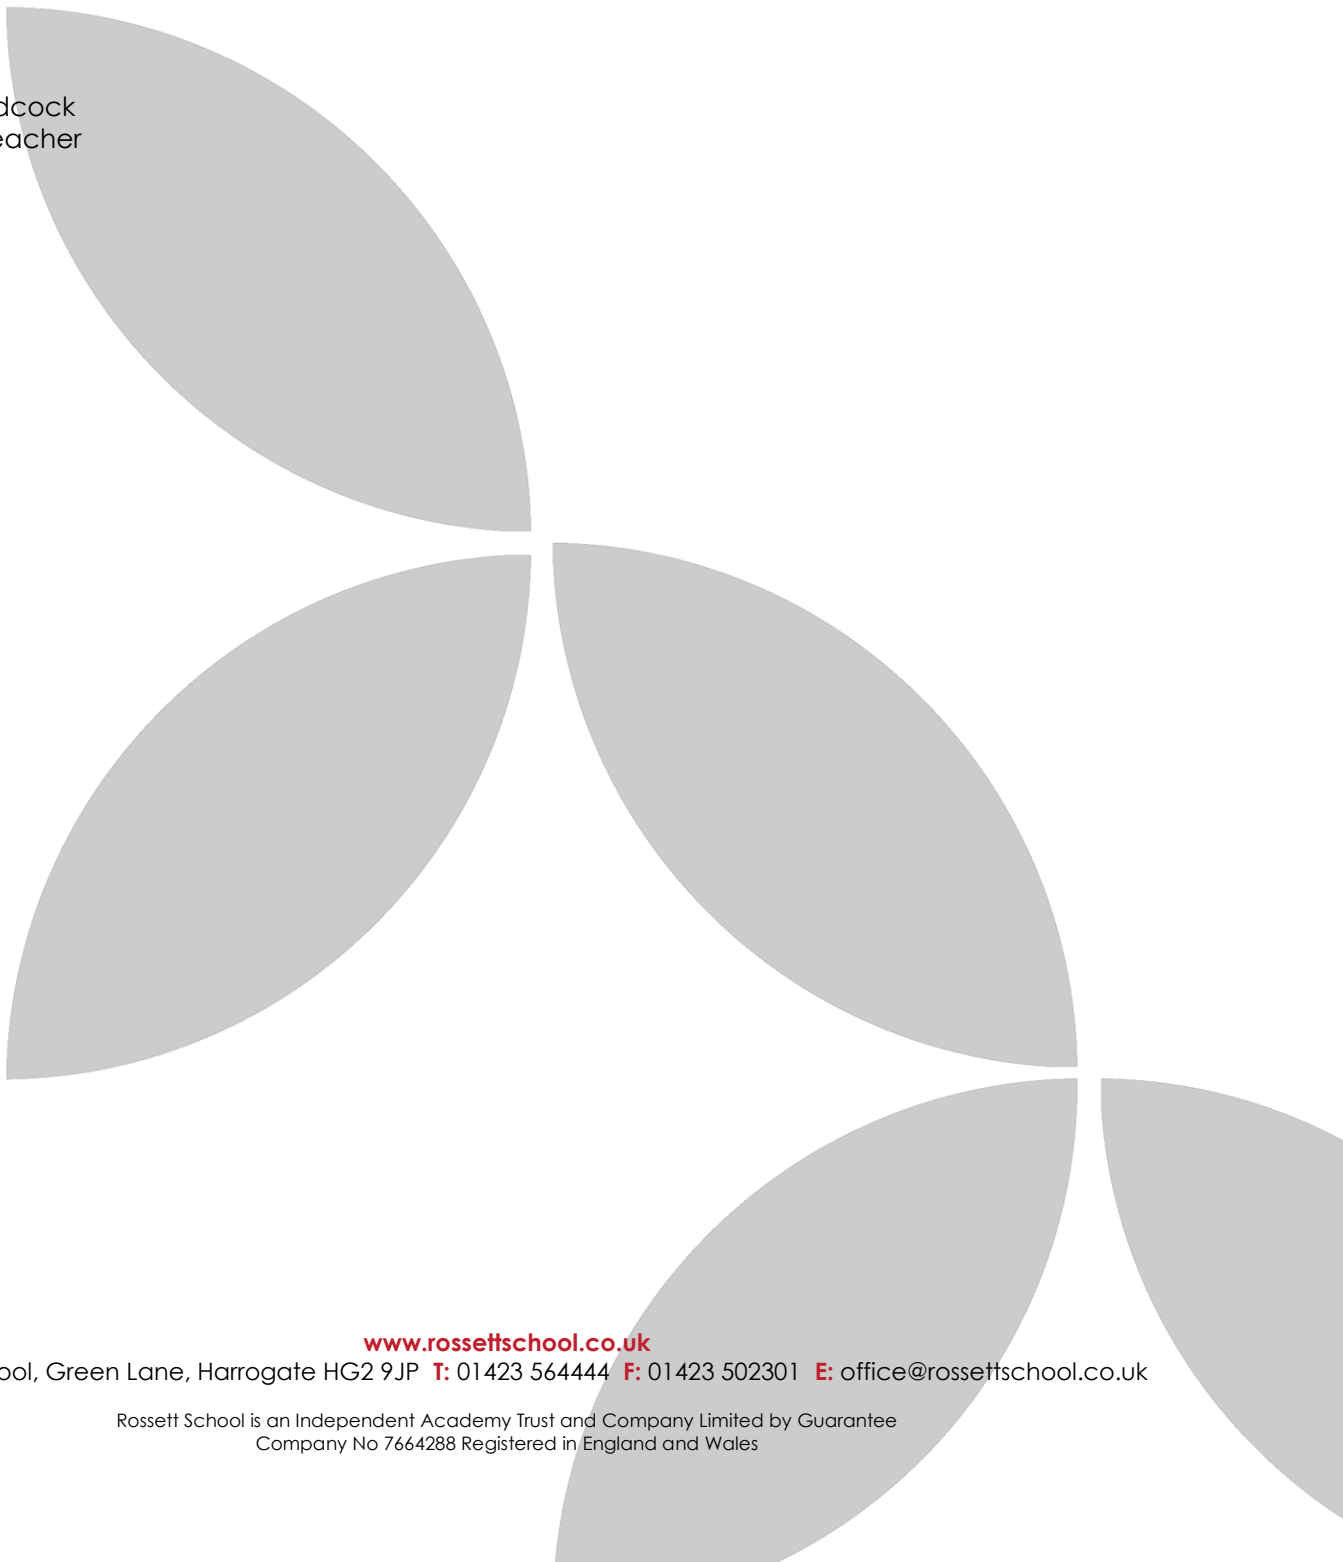 dcock
eacher
www.rossettschool.co.uk
ool, Green Lane, Harrogate HG2 9JP T: 01423 564444 F: 01423 502301 E: office@rossettschool.co.uk
Rossett School is an Independent Academy Trust and Company Limited by Guarantee
Company No 7664288 Registered in England and Wales